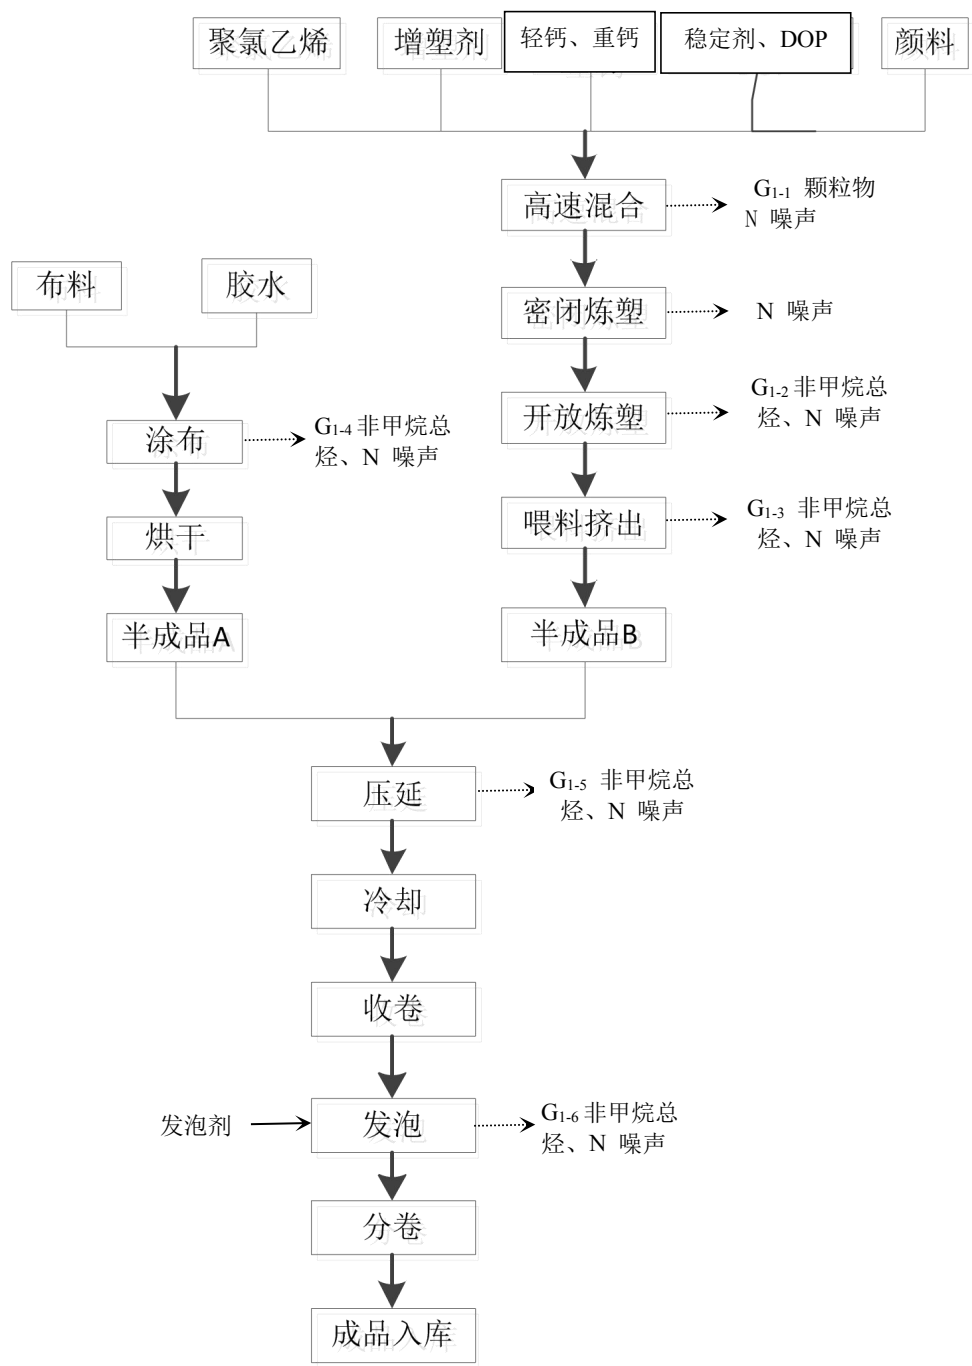 聚氯乙烯
增塑剂
轻钙、重钙
稳定剂、DOP
颜料
高速混合
G1-1 颗粒物
N 噪声
布料
胶水
密闭炼塑
N 噪声
开放炼塑
G1-2非甲烷总
烃、N 噪声
涂布
G1-4非甲烷总
烃、N 噪声
喂料挤出
G1-3 非甲烷总
烃、N 噪声
烘干
半成品A
半成品B
压延
G1-5 非甲烷总
烃、N 噪声
冷却
收卷
发泡剂
发泡
G1-6非甲烷总
烃、N 噪声
分卷
成品入库